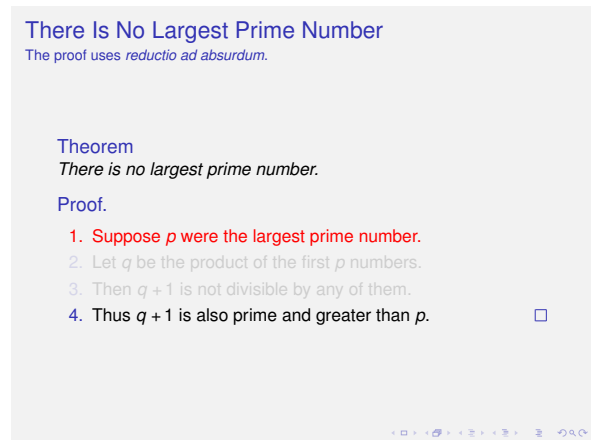 There Is No Largest Prime Number
The proof uses reductio ad absurdum.
Theorem
There is no largest prime number.
Proof.
1. Suppose p were the largest prime number.
2. Let q be the product of the first p numbers.
3. Then q + 1 is not divisible by any of them.
4. Thus q + 1 is also prime and greater than p.